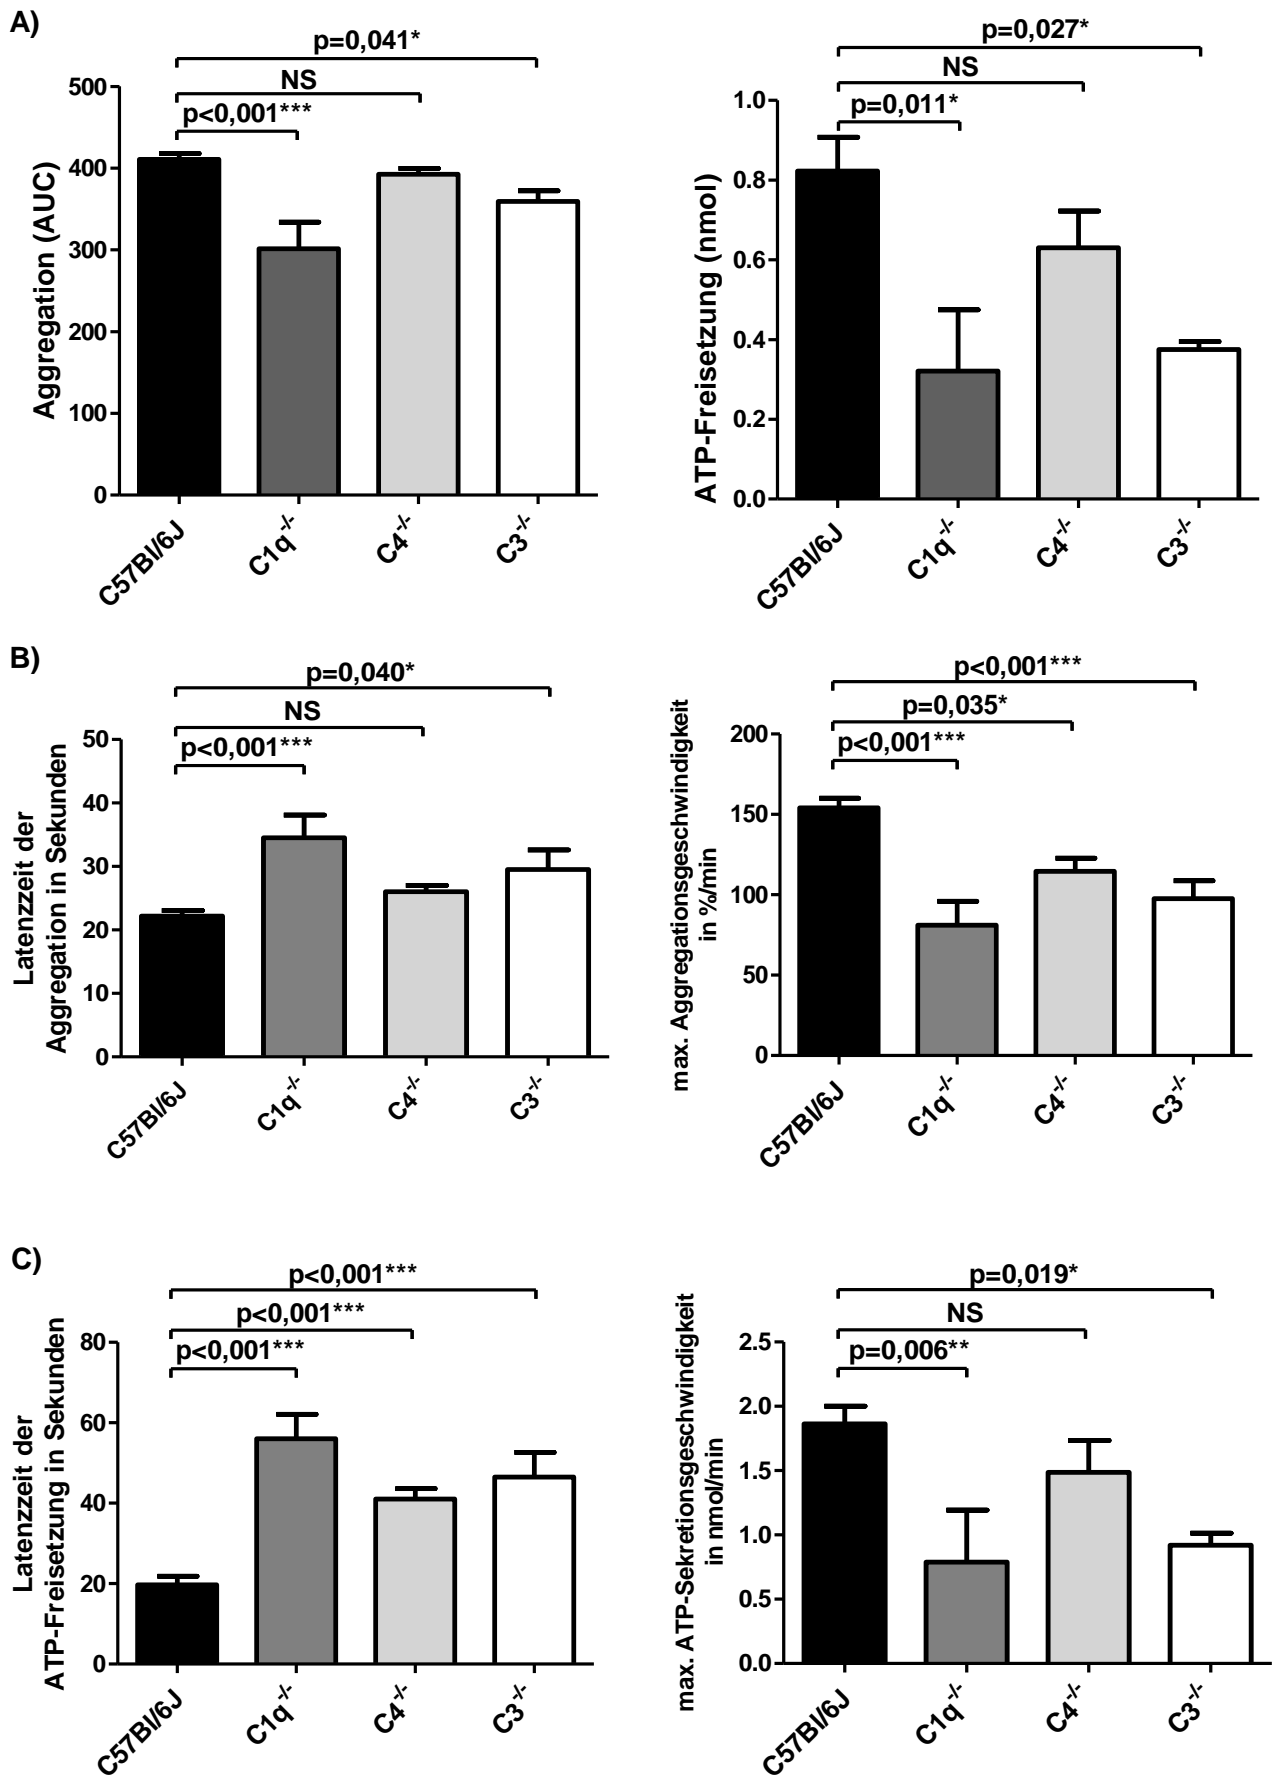 A)
p=0,041*
NS
p<0,001***
Aggregation (AUC)
500
400
300
200
100
0
C57Bl/6J
C1q-/-
C4-/-
C3-/-
p=0,027*
NS
p=0,011*
ATP-Freisetzung (nmol)
1.0
0.8
0.6
0.4
0.2
0.0
C57Bl/6J
C1q-/-
C4-/-
C3-/-
B)
p=0,040*
NS
p<0,001***
Latenzzeit der
Aggregation in Sekunden
50
40
30
20
10
0
C57Bl/6J
C1q-/-
C4-/-
C3-/-
p<0,001***
p=0,035*
p<0,001***
max. Aggregationsgeschwindigkeit
in %/min
200
150
100
50
0
C57Bl/6J
C1q-/-
C4-/-
C3-/-
C)
p<0,001***
p<0,001***
p<0,001***
Latenzzeit der
ATP-Freisetzung in Sekunden
80
60
40
20
0
C57Bl/6J
C1q-/-
C4-/-
C3-/-
p=0,019*
NS
p=0,006**
max. ATP-Sekretionsgeschwindigkeit
in nmol/min
2.5
2.0
1.5
1.0
0.5
0.0
C57Bl/6J
C1q-/-
C4-/-
C3-/-